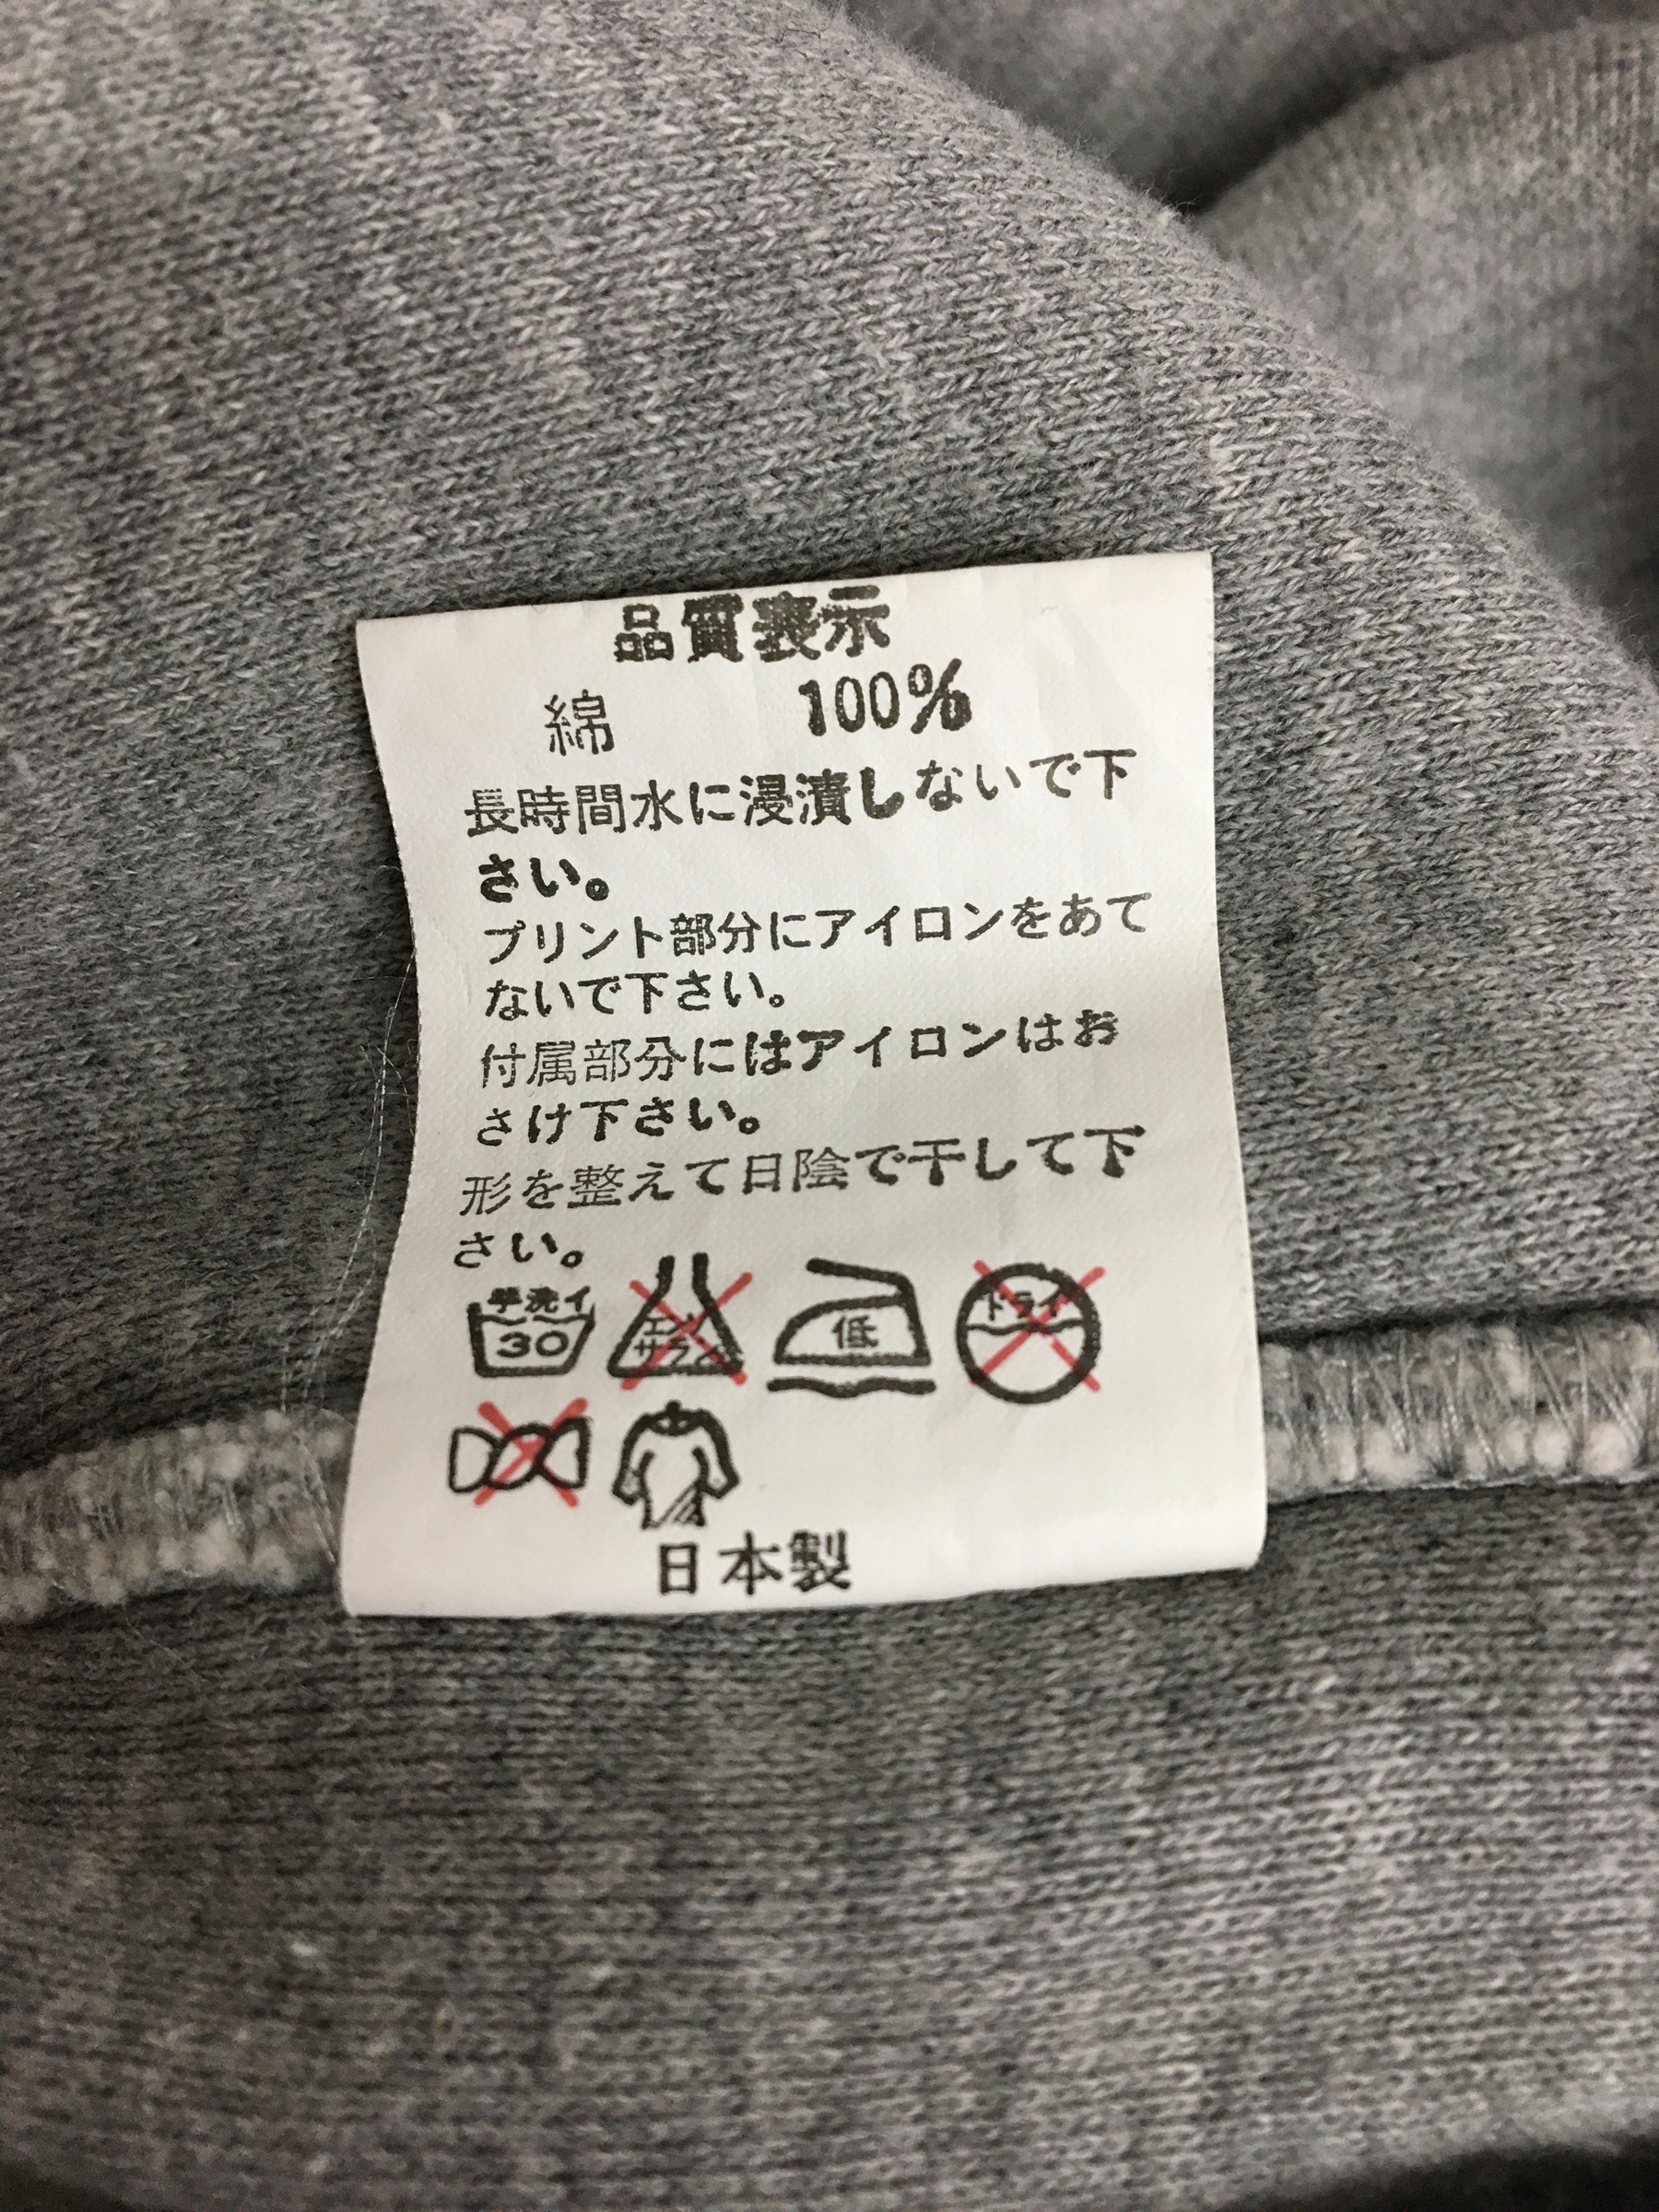 品質表示
綿 100%
長時間水に浸漬しないで下
さい。
プリント部分にアイロンをあて
ないで下さい。
付属部分にはアイロンはお
さけ下さい。
形を整えて日陰で干して下
さい。
手洗イ
30
エンソ
サラシ
低
ドライ
日本製